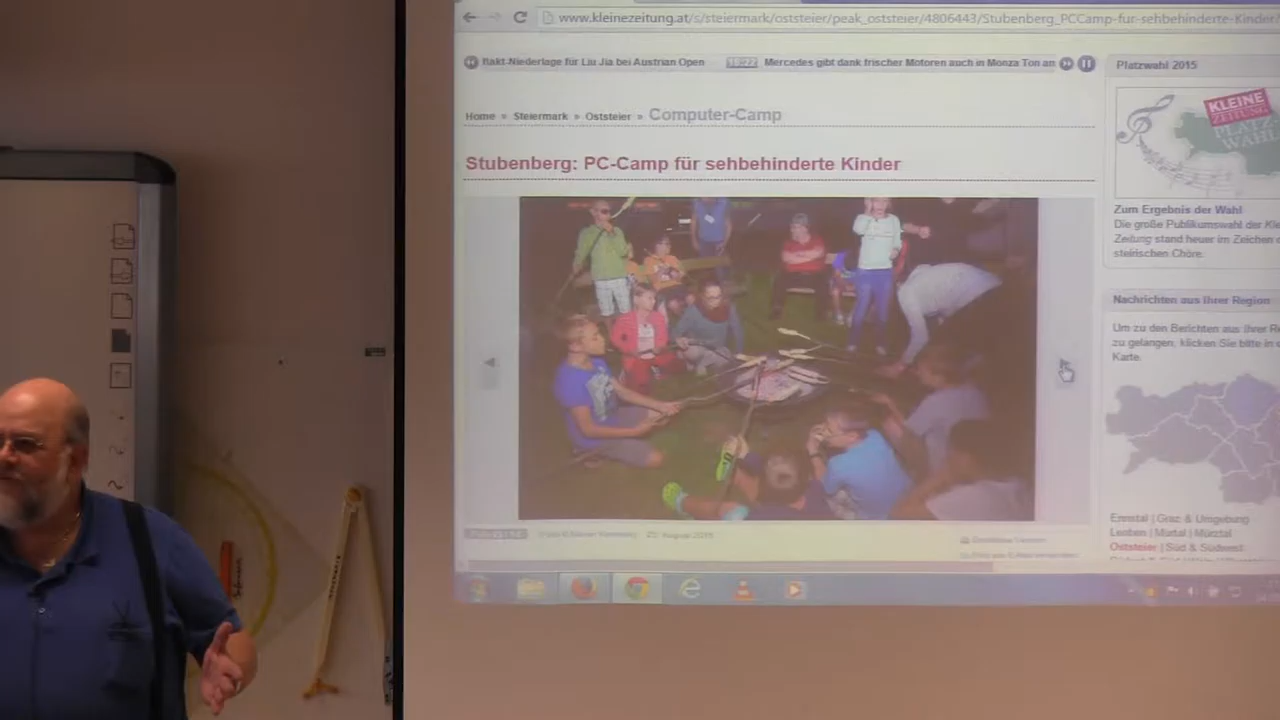 www.kleinezeitung.at/s/steiermark/oststeier/peak_oststeier/4806443/Stubenberg_PCCamp-fur-sehbehinderte-Kinder
Bakt-Niederlage für Liu Jia bei Austrian Open
Mercedes gibt dank frischer Motoren auch in Monza Ton an
Home » Steiermark » Oststeier » Computer-Camp
Stubenberg: PC-Camp für sehbehinderte Kinder
Platzwahl 2015
KLEINE
ZEITUNG
PLATZ
WAHL
Zum Ergebnis der Wahl
Die große Publikumswahl der Kle
Zeitung stand heuer im Zeichen
steirischen Chöre.
Nachrichten aus Ihrer Region
Um zu den Berichten aus Ihrer R
zu gelangen, klicken Sie bitte in
Karte.
Ennstal | Graz & Umgebung
Leoben | Mürztal | Murtal
Oststeier | Süd & Südwest